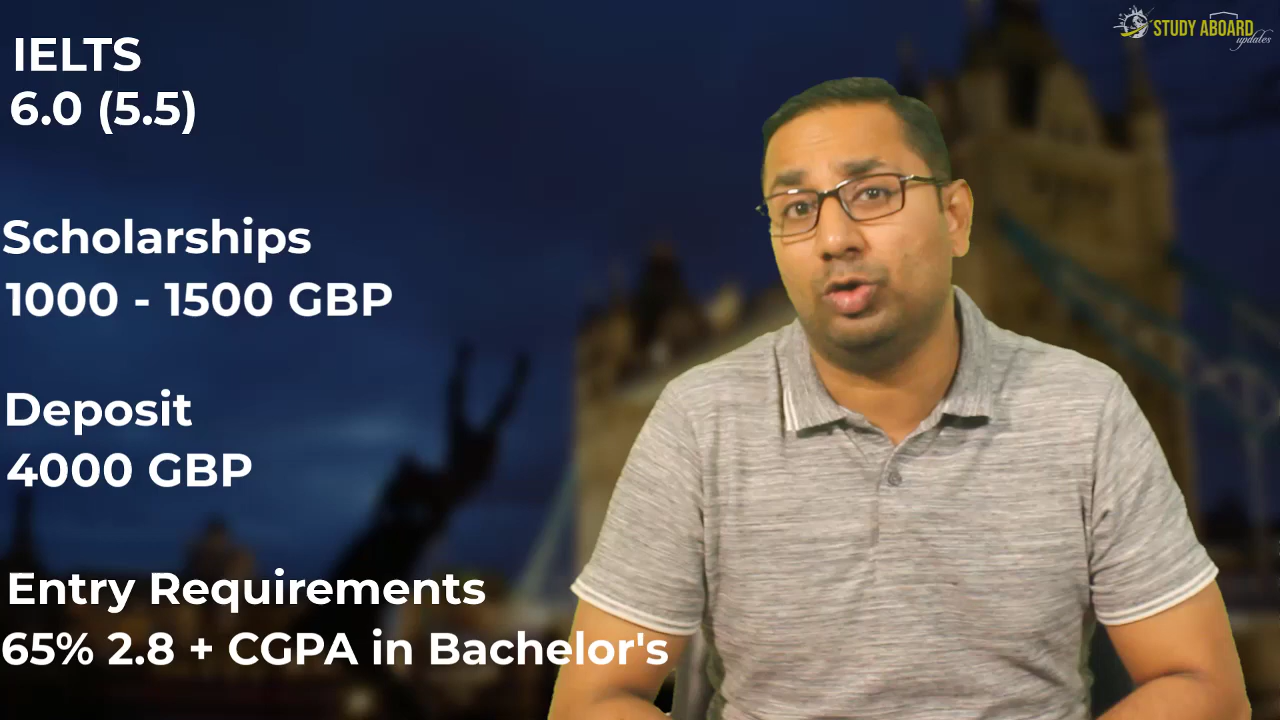 IELTS
6.0 (5.5)
Scholarships
1000 - 1500 GBP
Deposit
4000 GBP
Entry Requirements
65% 2.8 + CGPA in Bachelor's
STUDY ABOARD
updates